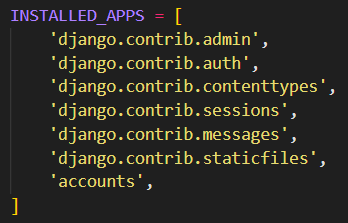 INSTALLED_APPS = [
    'django.contrib.admin',
    'django.contrib.auth',
    'django.contrib.contenttypes',
    'django.contrib.sessions',
    'django.contrib.messages',
    'django.contrib.staticfiles',
    'accounts',
]